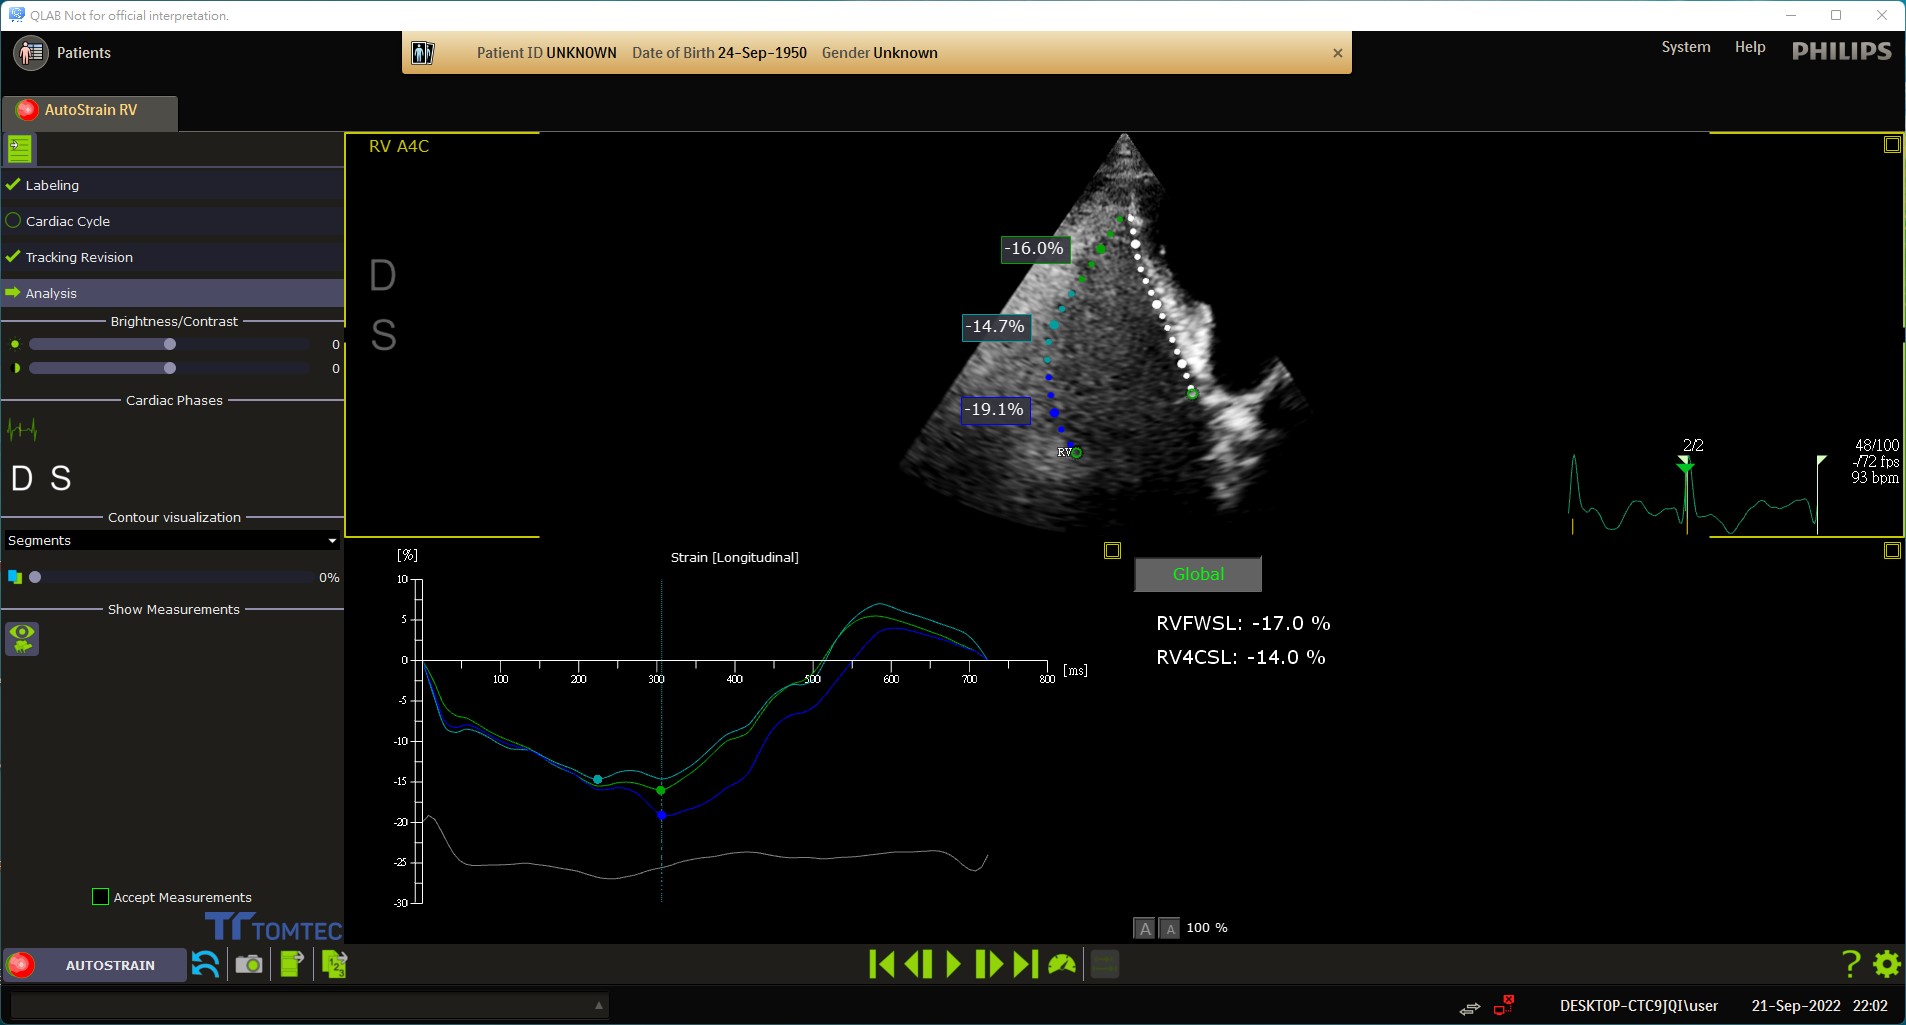 QLAB Not for official interpretation.
Patients
Patient ID UNKNOWN Date of Birth 24-Sep-1950 Gender Unknown
System Help PHILIPS
AutoStrain RV
RV A4C
Labeling
Cardiac Cycle
Tracking Revision
Analysis
Brightness/Contrast
0
0
Cardiac Phases
D S
Contour visualization
Segments
0%
Show Measurements
Accept Measurements
TOMTEC
D
S
-16.0%
-14.7%
-19.1%
RV
2/2
48/100
-/72 fps
93 bpm
[%]
Strain [Longitudinal]
10
5
0
-5
-10
-15
-20
-25
-30
100 200 300 400 500 600 700 800 [ms]
Global
RVFWSL: -17.0 %
RV4CSL: -14.0 %
A A 100 %
AUTOSTRAIN
1 2 3
?
DESKTOP-CTC9JQI\user 21-Sep-2022 22:02